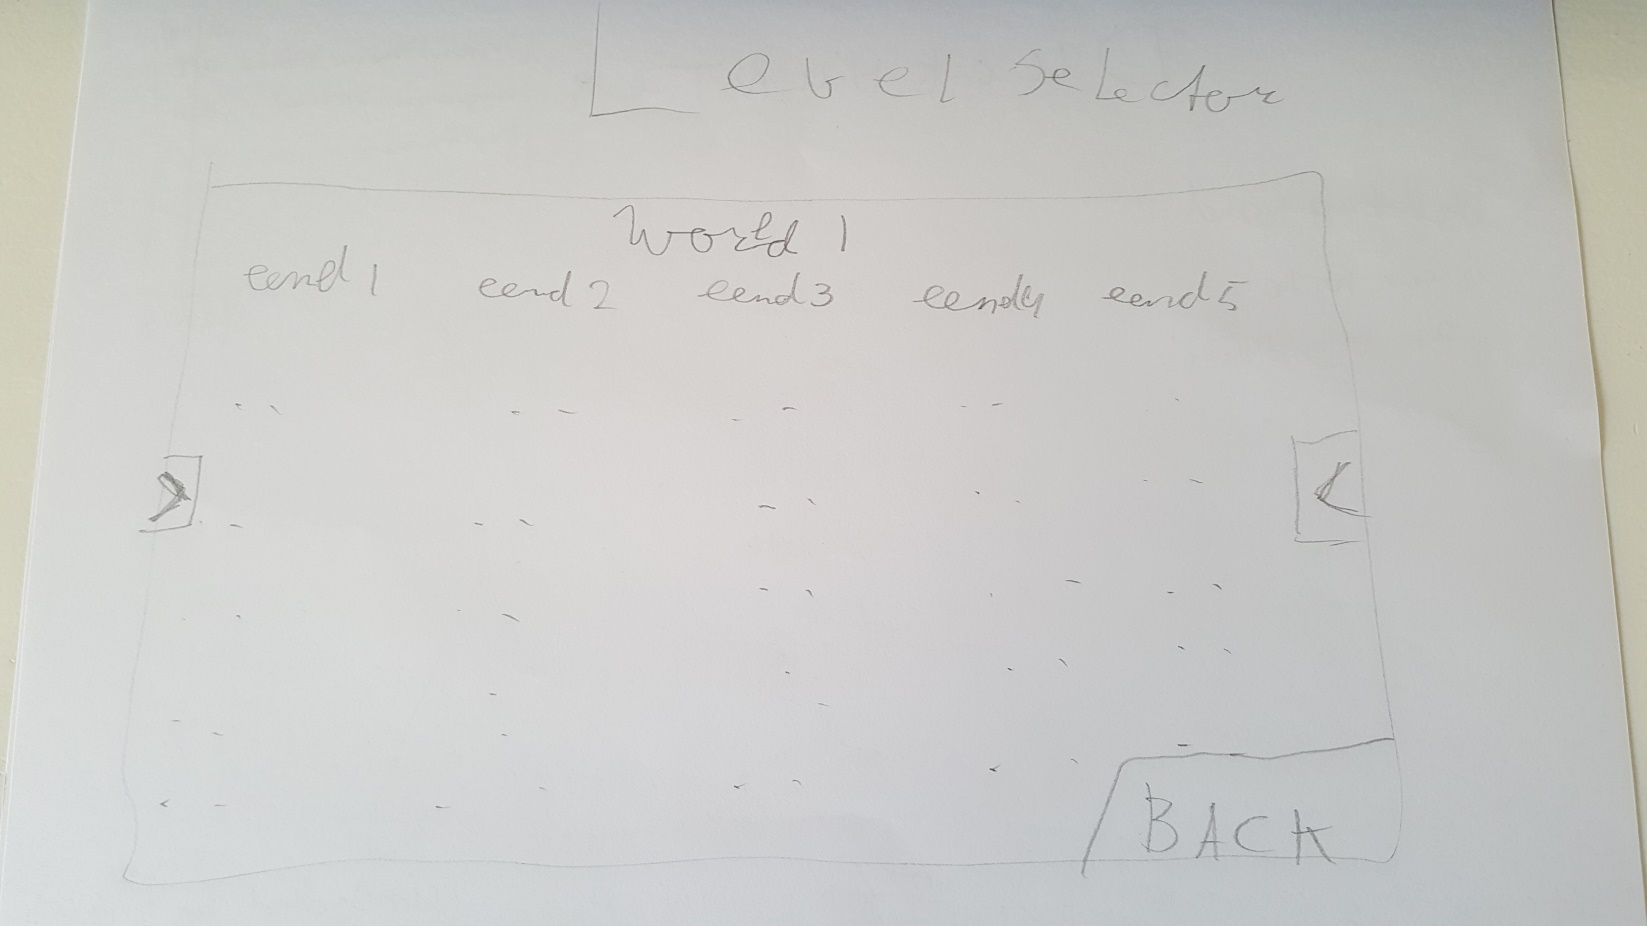 Level Selector
World 1
eend 1 eend 2 eend 3 eend 4 eend 5
> <
BACK